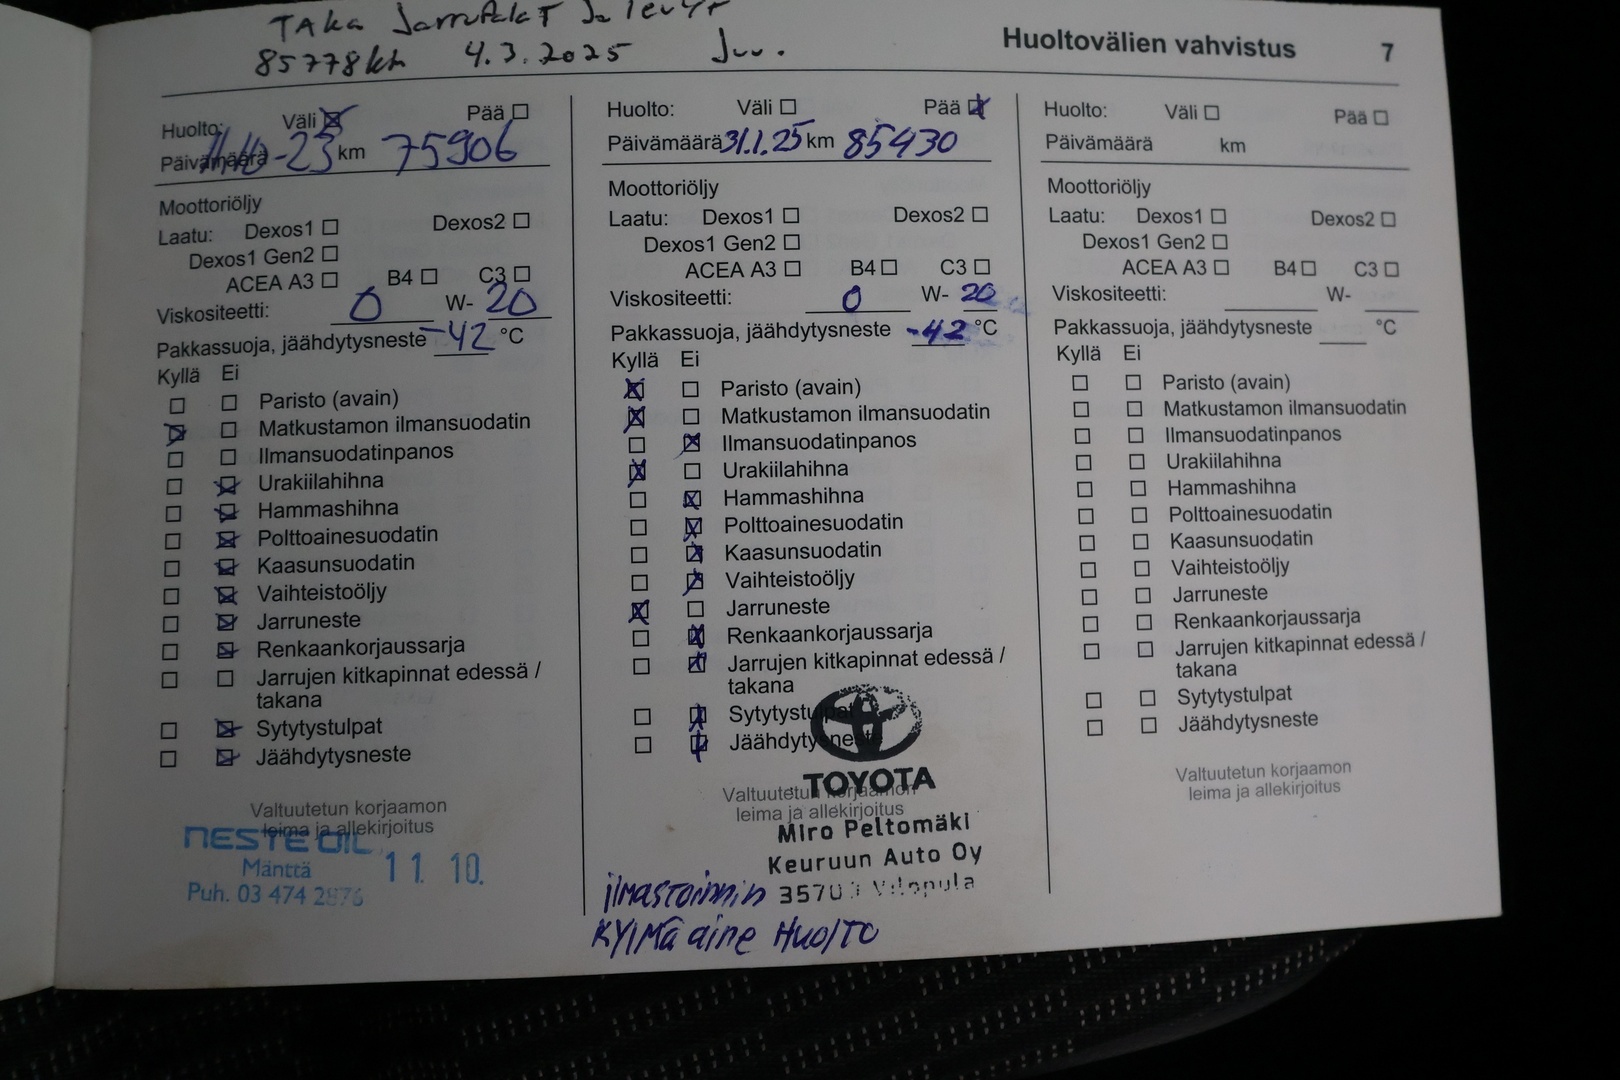 TAKA Jarrupalat Ja levyt
85778km 4.3.2025
Huoltovälien vahvistus 7
Huolto: Väli ☒ Pää ☐
Päivämäärä 11.10-23 km 75906
Moottoriöljy
Laatu: Dexos1 ☐ Dexos2 ☐
Dexos1 Gen2 ☐
ACEA A3 ☐ B4 ☐ C3 ☐
Viskositeetti: 0 W- 20
Pakkassuoja, jäähdytysneste -42 °C
Kyllä Ei
☐ ☐ Paristo (avain)
☒ ☐ Matkustamon ilmansuodatin
☐ ☐ Ilmansuodatinpanos
☐ ☒ Urakiilahihna
☐ ☒ Hammashihna
☐ ☒ Polttoainesuodatin
☐ ☒ Kaasunsuodatin
☐ ☒ Vaihteistoöljy
☐ ☒ Jarruneste
☐ ☒ Renkaankorjaussarja
☐ ☐ Jarrujen kitkapinnat edessä /
takana
☐ ☒ Sytytystulpat
☐ ☒ Jäähdytysneste
Valtuutetun korjaamon
leima ja allekirjoitus
NESTE OIL
Mänttä 11. 10.
Puh. 03 474 2876
Huolto: Väli ☐ Pää ☒
Päivämäärä 31.1.25 km 85430
Moottoriöljy
Laatu: Dexos1 ☐ Dexos2 ☐
Dexos1 Gen2 ☐
ACEA A3 ☐ B4 ☐ C3 ☐
Viskositeetti: 0 W- 20
Pakkassuoja, jäähdytysneste -42 °C
Kyllä Ei
☒ ☐ Paristo (avain)
☒ ☐ Matkustamon ilmansuodatin
☐ ☒ Ilmansuodatinpanos
☒ ☐ Urakiilahihna
☐ ☒ Hammashihna
☐ ☒ Polttoainesuodatin
☐ ☒ Kaasunsuodatin
☐ ☒ Vaihteistoöljy
☒ ☐ Jarruneste
☐ ☒ Renkaankorjaussarja
☐ ☒ Jarrujen kitkapinnat edessä /
takana
☐ ☒ Sytytystulpat
☐ ☒ Jäähdytysneste
TOYOTA
Valtuutetun korjaamon
leima ja allekirjoitus
Miro Peltomäki
Keuruun Auto Oy
ilmastoinnin
KYlMä aine HuolTO
Huolto: Väli ☐ Pää ☐
Päivämäärä km
Moottoriöljy
Laatu: Dexos1 ☐ Dexos2 ☐
Dexos1 Gen2 ☐
ACEA A3 ☐ B4 ☐ C3 ☐
Viskositeetti: W-
Pakkassuoja, jäähdytysneste °C
Kyllä Ei
☐ ☐ Paristo (avain)
☐ ☐ Matkustamon ilmansuodatin
☐ ☐ Ilmansuodatinpanos
☐ ☐ Urakiilahihna
☐ ☐ Hammashihna
☐ ☐ Polttoainesuodatin
☐ ☐ Kaasunsuodatin
☐ ☐ Vaihteistoöljy
☐ ☐ Jarruneste
☐ ☐ Renkaankorjaussarja
☐ ☐ Jarrujen kitkapinnat edessä /
takana
☐ ☐ Sytytystulpat
☐ ☐ Jäähdytysneste
Valtuutetun korjaamon
leima ja allekirjoitus